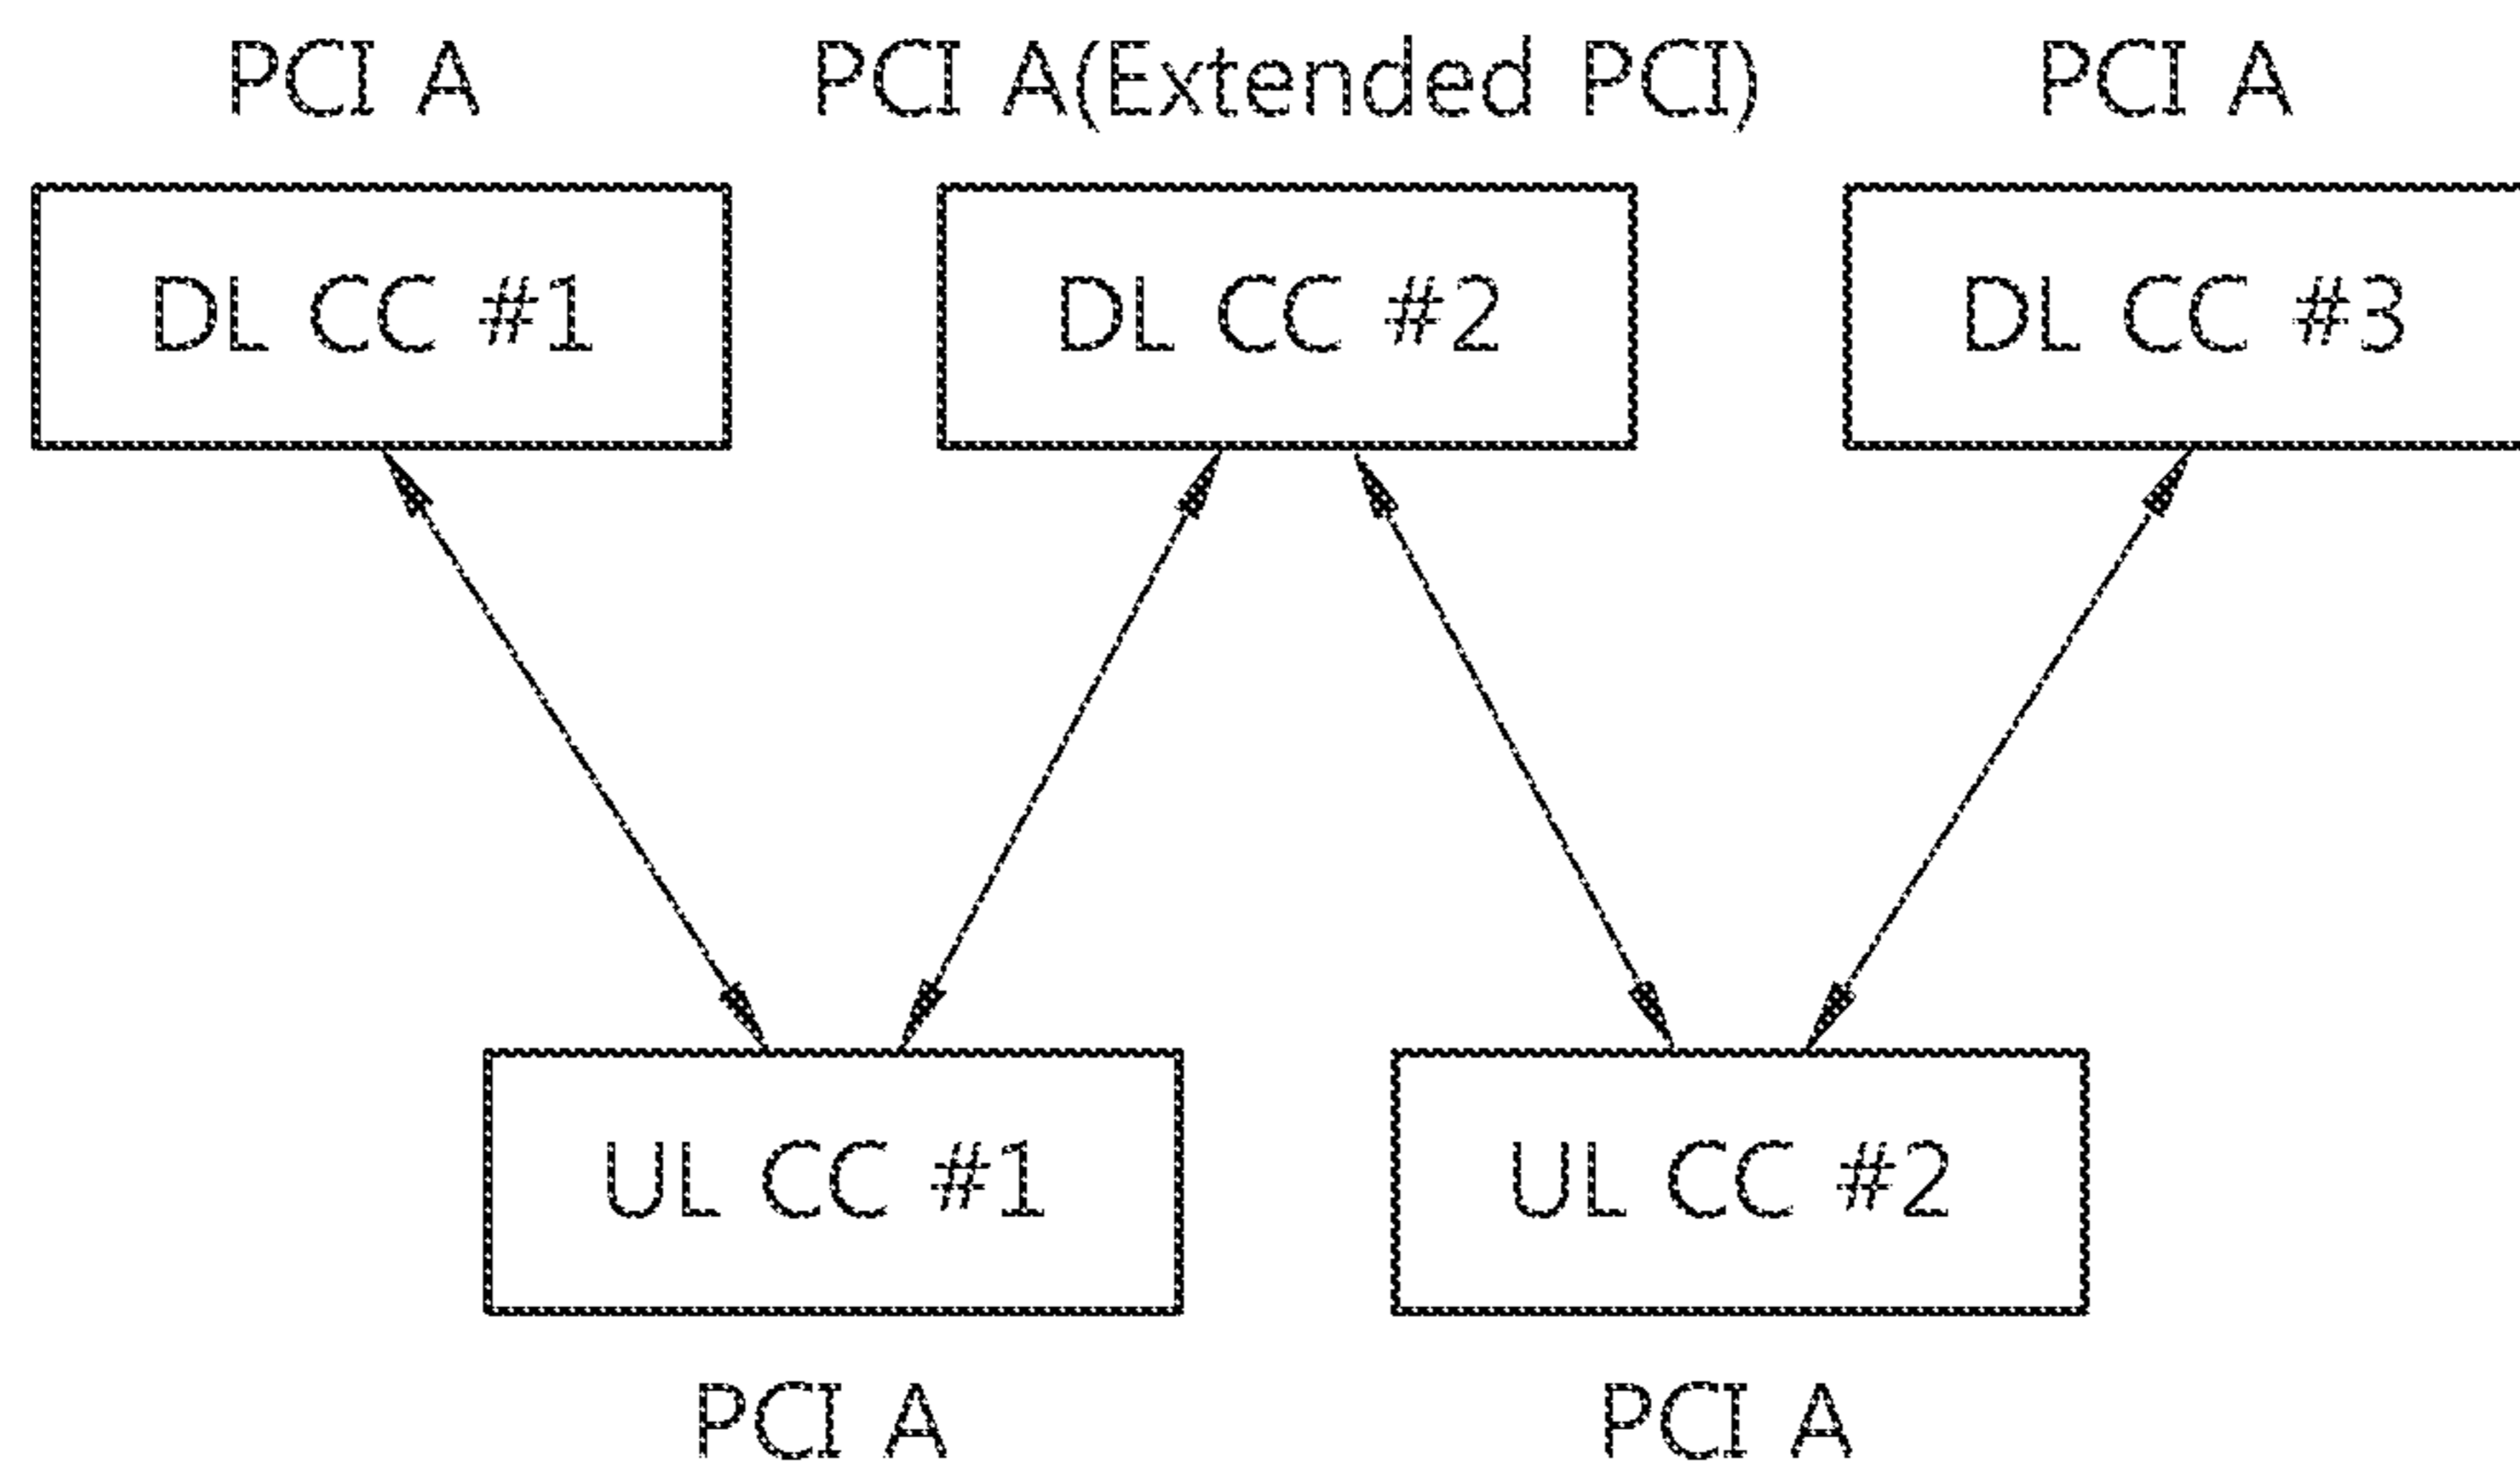 PCI A
PCI A(Extended PCI)
PCI A
DL CC #1
DL CC #2
DL CC #3
UL CC #1
UL CC #2
PCI A
PCI A